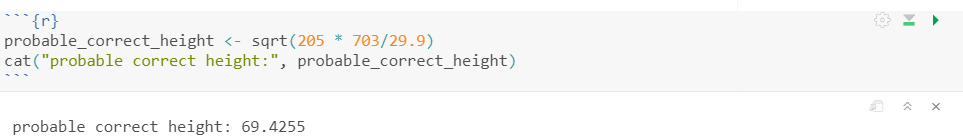 ```{r}
probable_correct_height <- sqrt(205 * 703/29.9)
cat("probable correct height:", probable_correct_height)
```
probable correct height: 69.4255